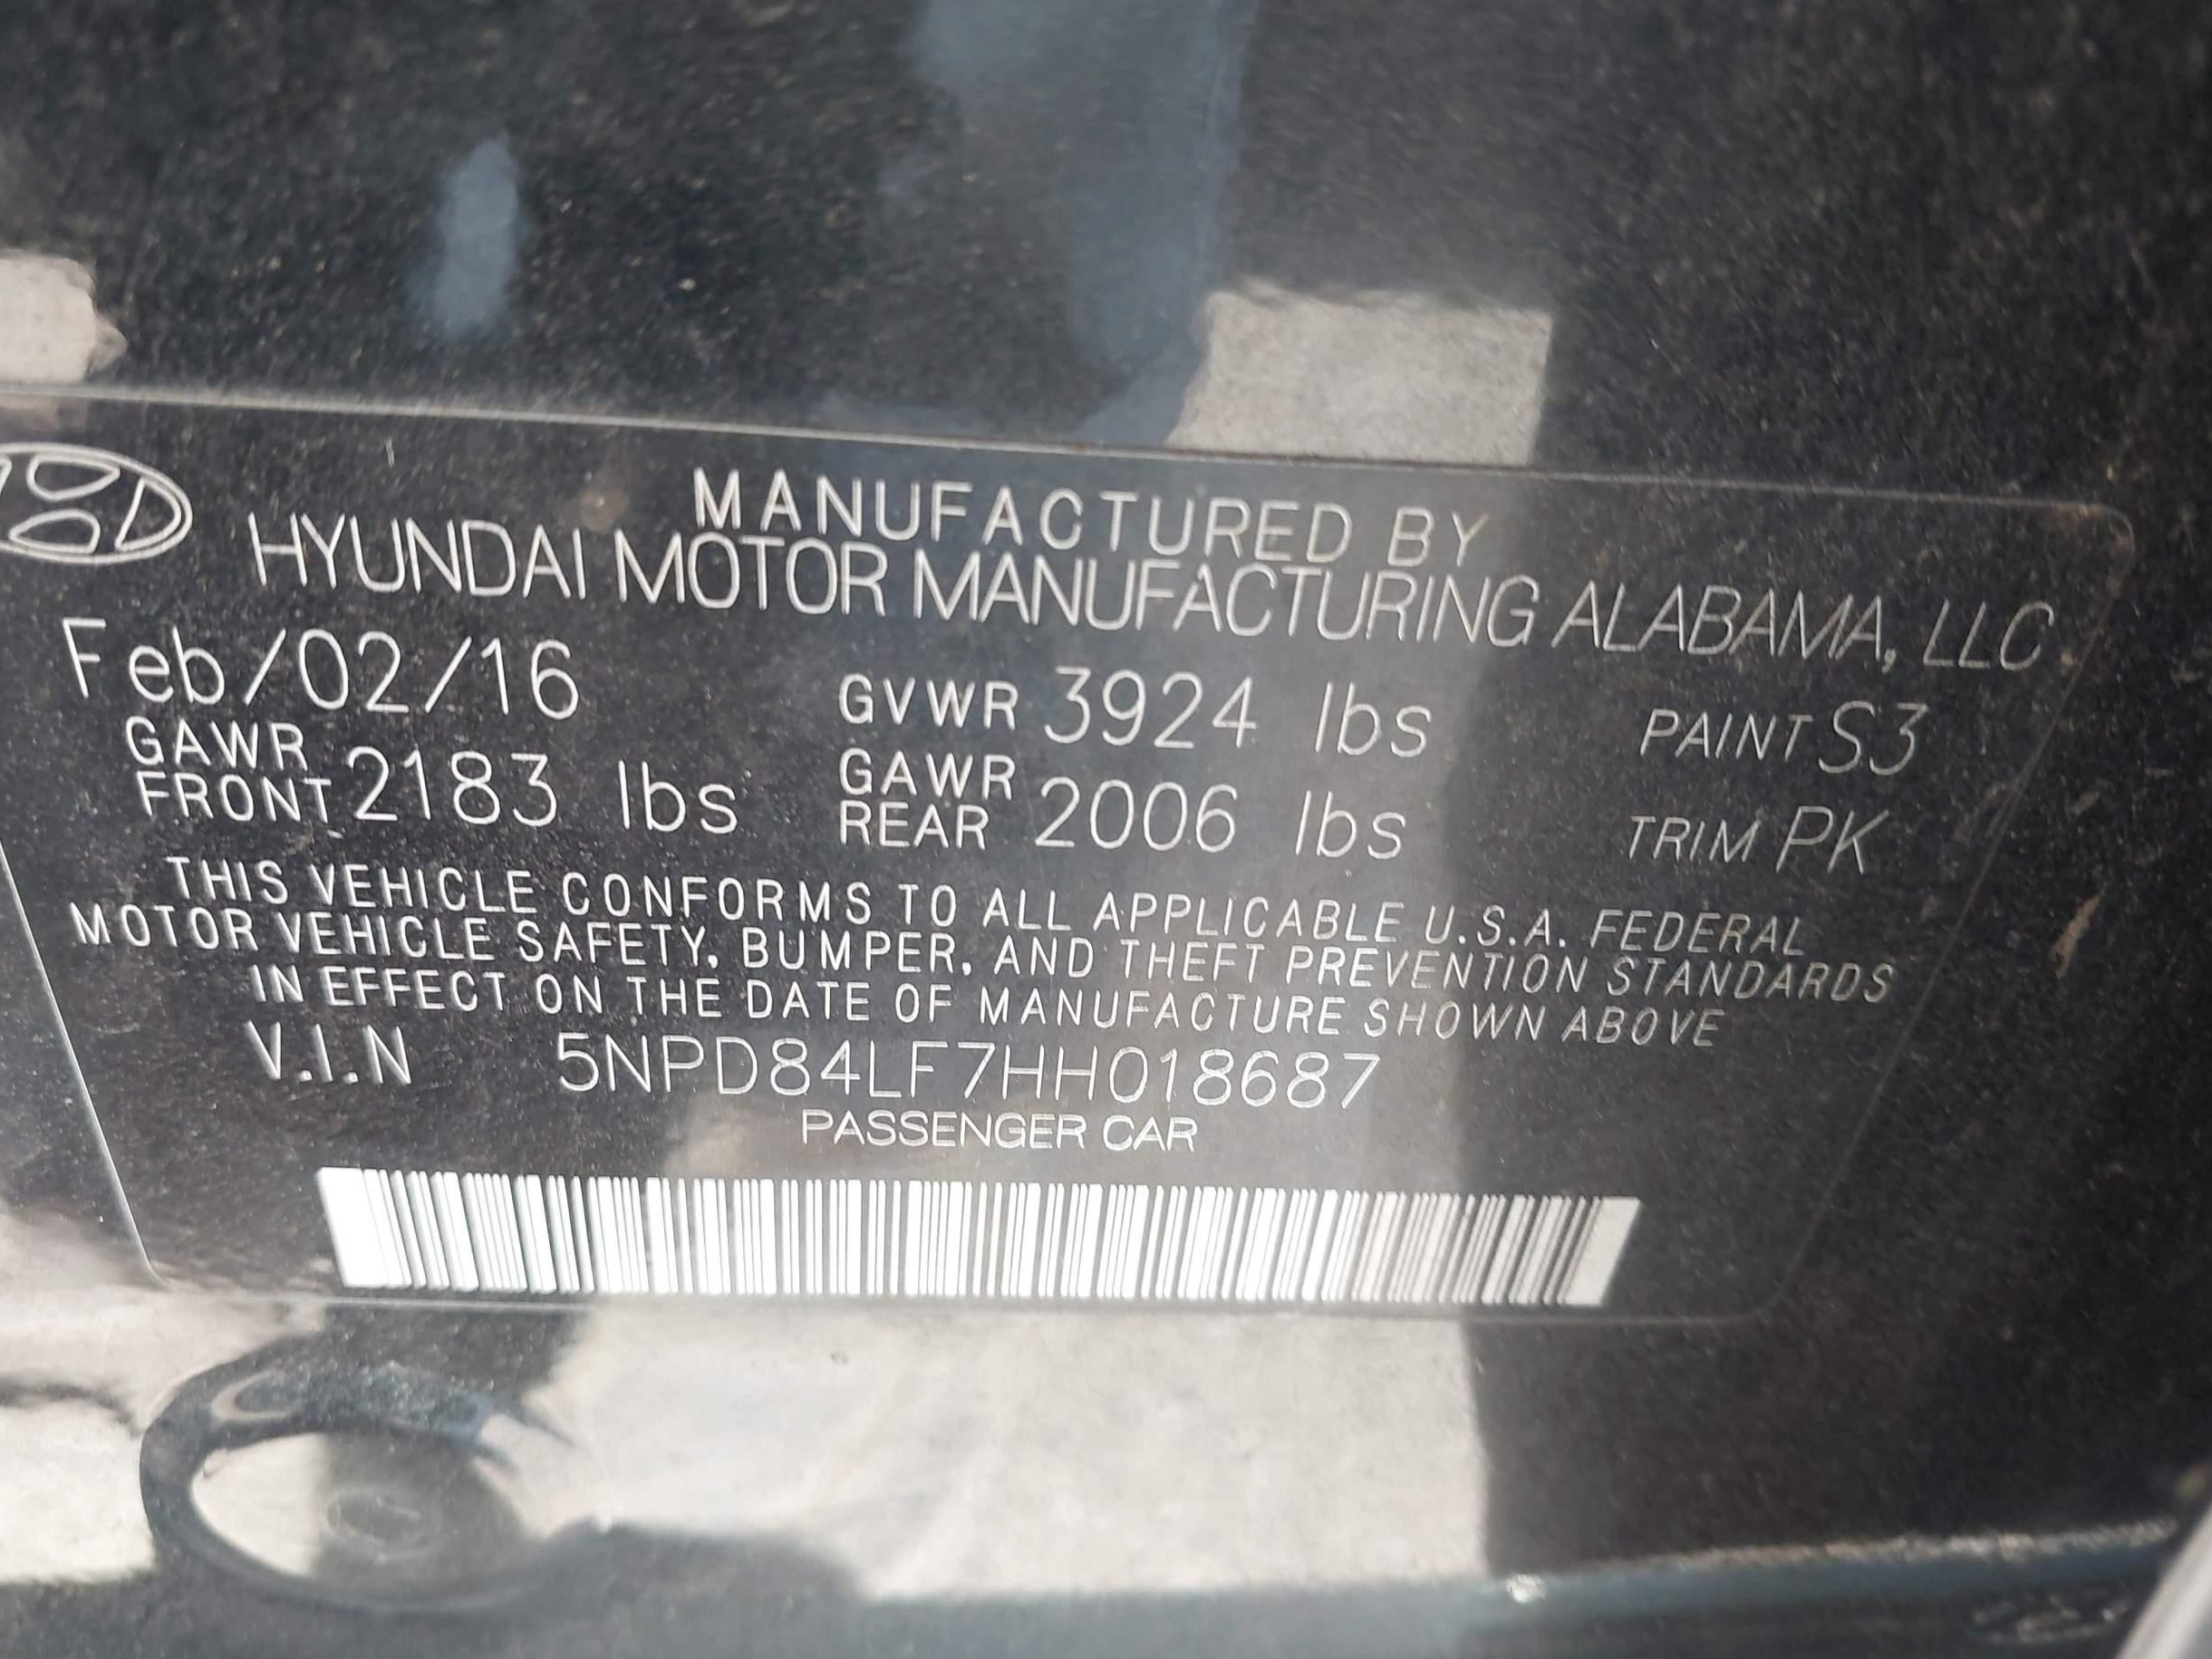 MANUFACTURED BY
HYUNDAI MOTOR MANUFACTURING ALABAMA, LLC
Feb/02/16 GVWR 3924 lbs PAINT S3
GAWR FRONT 2183 lbs GAWR REAR 2006 lbs TRIM PK
THIS VEHICLE CONFORMS TO ALL APPLICABLE U.S.A. FEDERAL
MOTOR VEHICLE SAFETY, BUMPER, AND THEFT PREVENTION STANDARDS
IN EFFECT ON THE DATE OF MANUFACTURE SHOWN ABOVE
V.I.N 5NPD84LF7HH018687
PASSENGER CAR